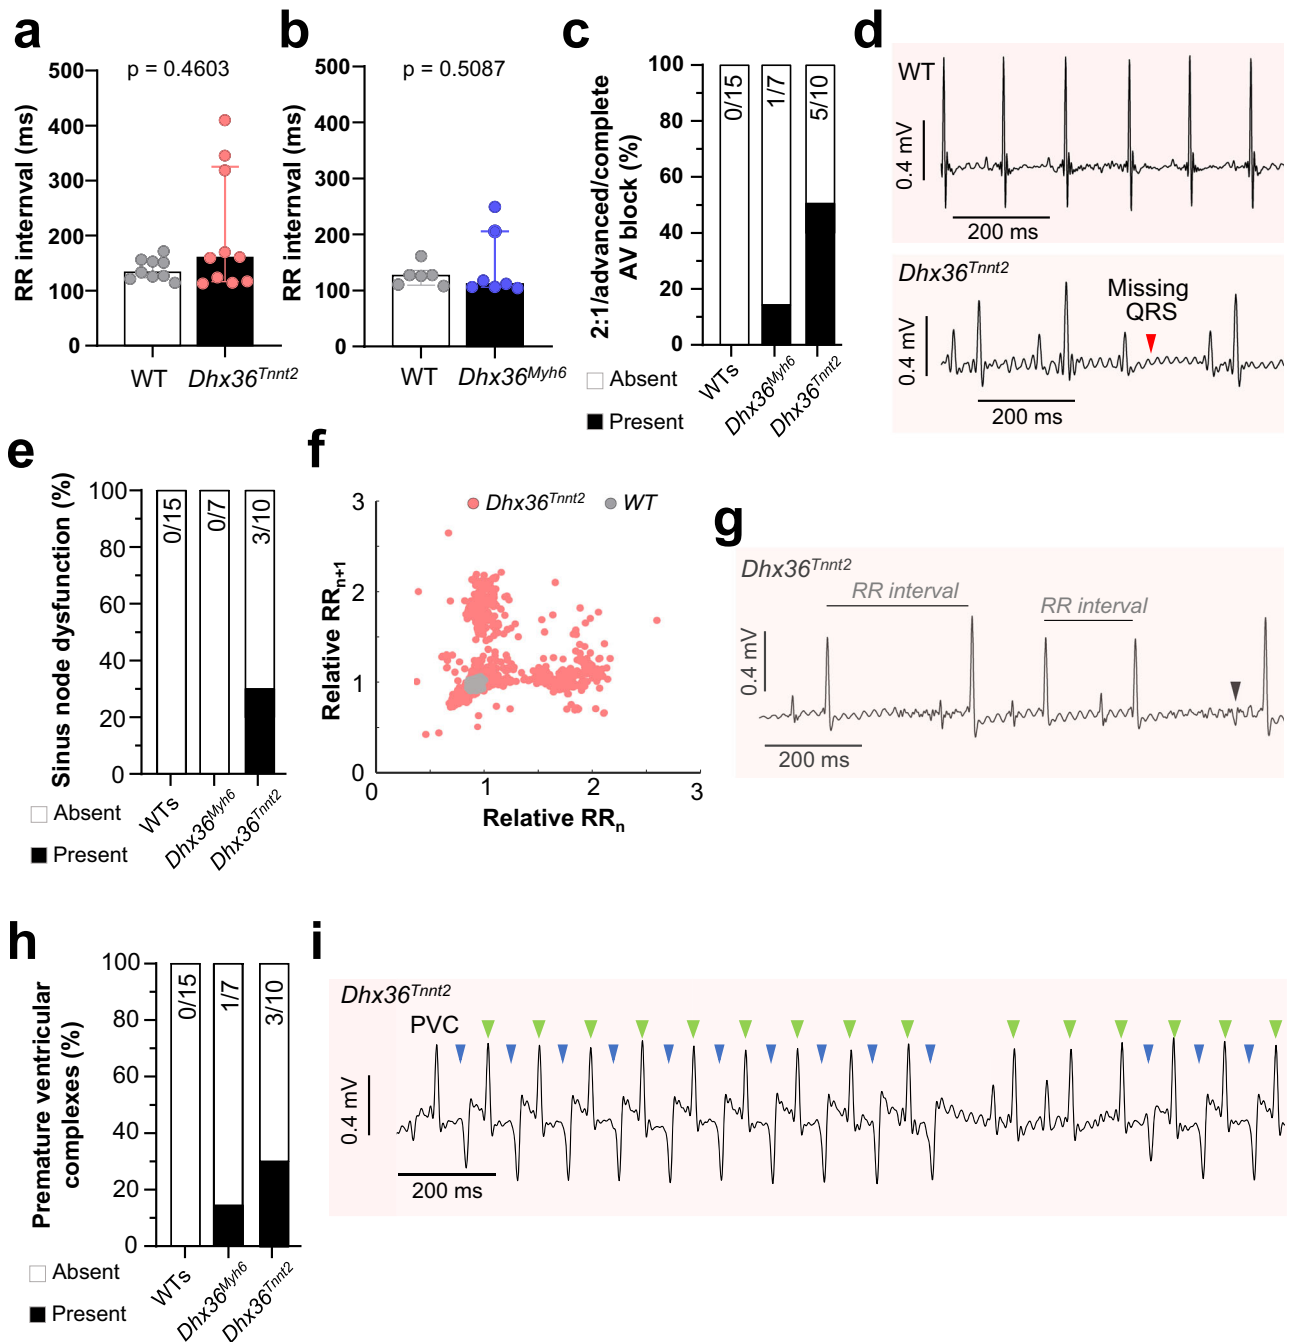 a
p = 0.4603
RR internval (ms)
500
400
300
200
100
0
WT
Dhx36Tnnt2
b
p = 0.5087
RR internval (ms)
500
400
300
200
100
0
WT
Dhx36Myh6
c
2:1/advanced/complete
AV block (%)
100
80
60
40
20
0
0/15
1/7
5/10
WTs
Dhx36Myh6
Dhx36Tnnt2
Absent
Present
d
WT
0.4 mV
200 ms
Dhx36Tnnt2
Missing
QRS
0.4 mV
200 ms
e
Sinus node dysfunction (%)
100
80
60
40
20
0
0/15
0/7
3/10
WTs
Dhx36Myh6
Dhx36Tnnt2
Absent
Present
f
Dhx36Tnnt2
WT
Relative RRn+1
3
2
1
0
0
1
2
3
Relative RRn
g
Dhx36Tnnt2
RR interval
RR interval
0.4 mV
200 ms
h
Premature ventricular
complexes (%)
100
80
60
40
20
0
0/15
1/7
3/10
WTs
Dhx36Myh6
Dhx36Tnnt2
Absent
Present
i
Dhx36Tnnt2
PVC
0.4 mV
200 ms